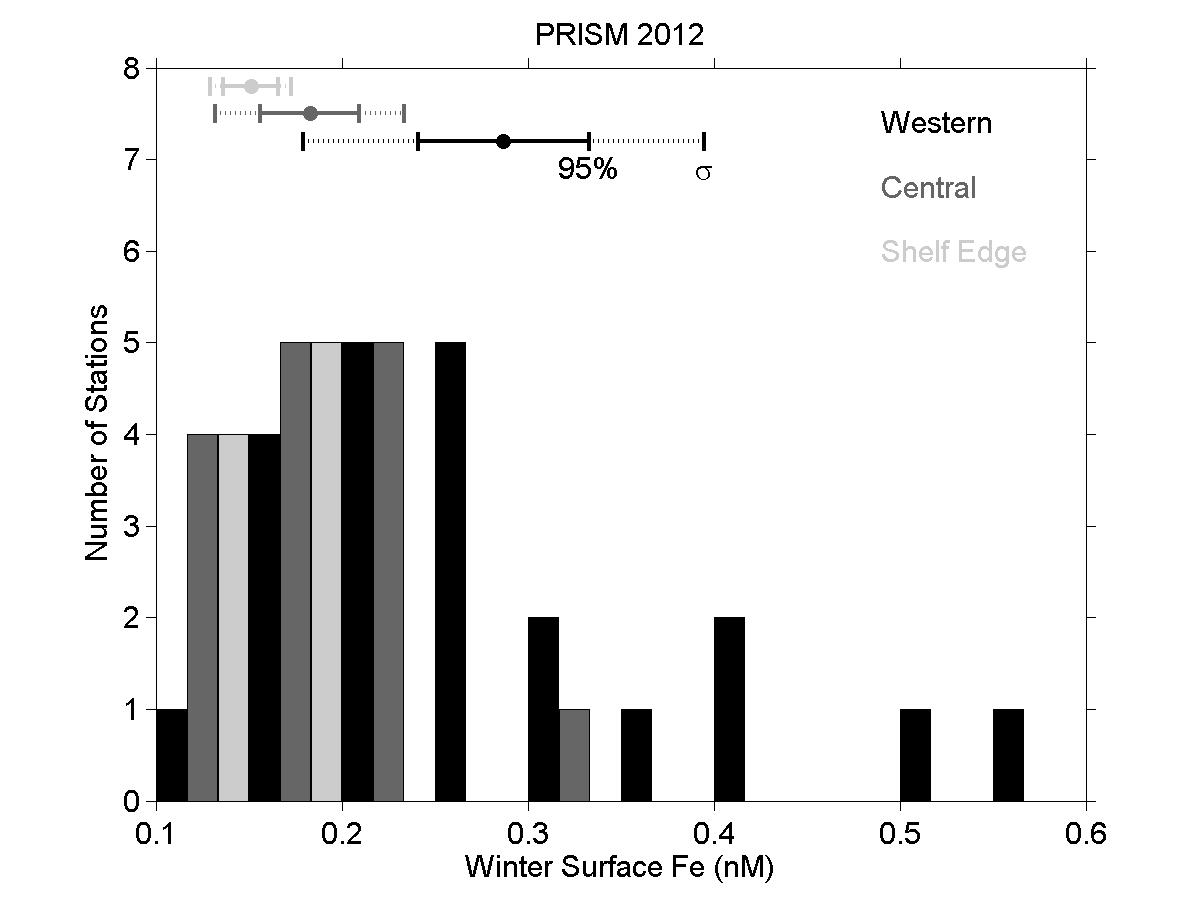 PRISM 2012
8
7
6
5
4
3
2
1
0
Number of Stations
95%
σ
Western
Central
Shelf Edge
0.1 0.2 0.3 0.4 0.5 0.6
Winter Surface Fe (nM)